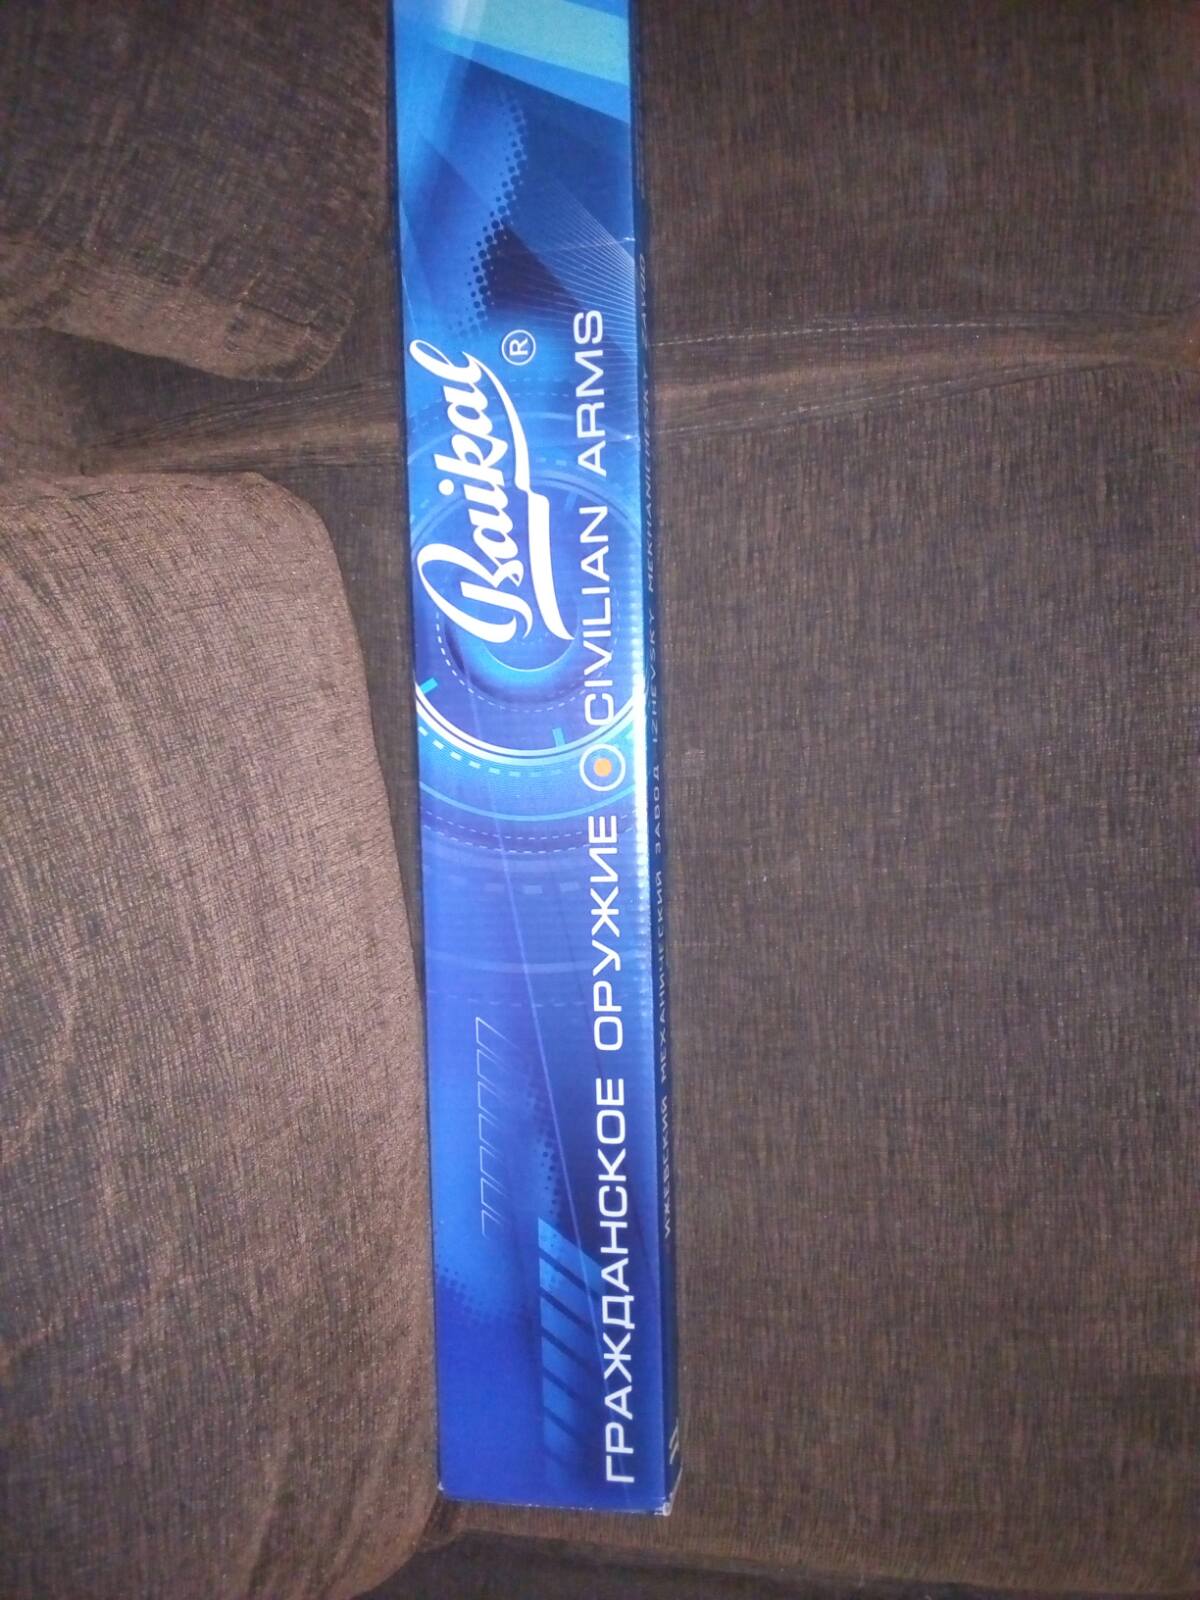 Baikal®
ГРАЖДАНСКОЕ ОРУЖИЕ CIVILIAN ARMS
ИЖЕВСКИЙ МЕХАНИЧЕСКИЙ ЗАВОД IZHEVSKY MEKHANICHESKY ZAVOD